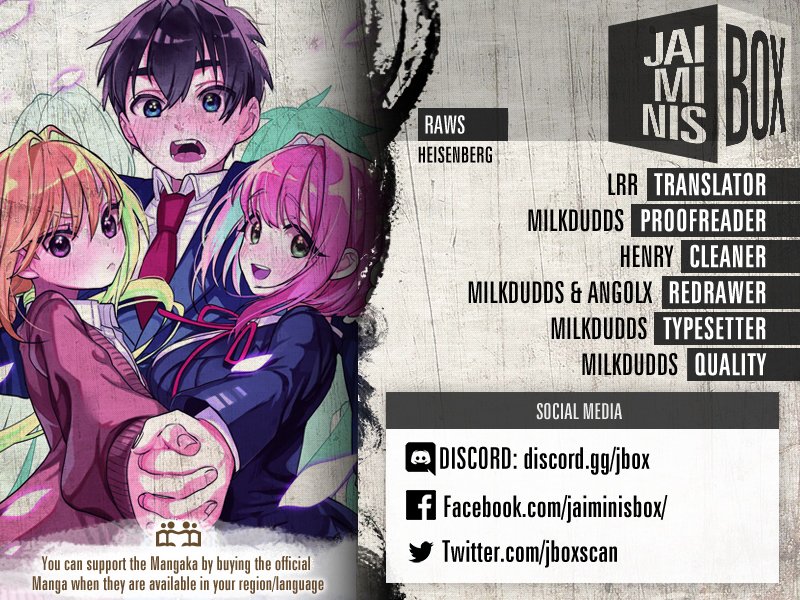 JAI
MI
NIS
BOX
RAWS
HEISENBERG
LRR TRANSLATOR
MILKDUDDS PROOFREADER
HENRY CLEANER
MILKDUDDS & ANGOLX REDRAWER
MILKDUDDS TYPESETTER
MILKDUDDS QUALITY
SOCIAL MEDIA
DISCORD: discord.gg/jbox
Facebook.com/jaiminisbox/
Twitter.com/jboxscan
You can support the Mangaka by buying the official
Manga when they are available in your region/language